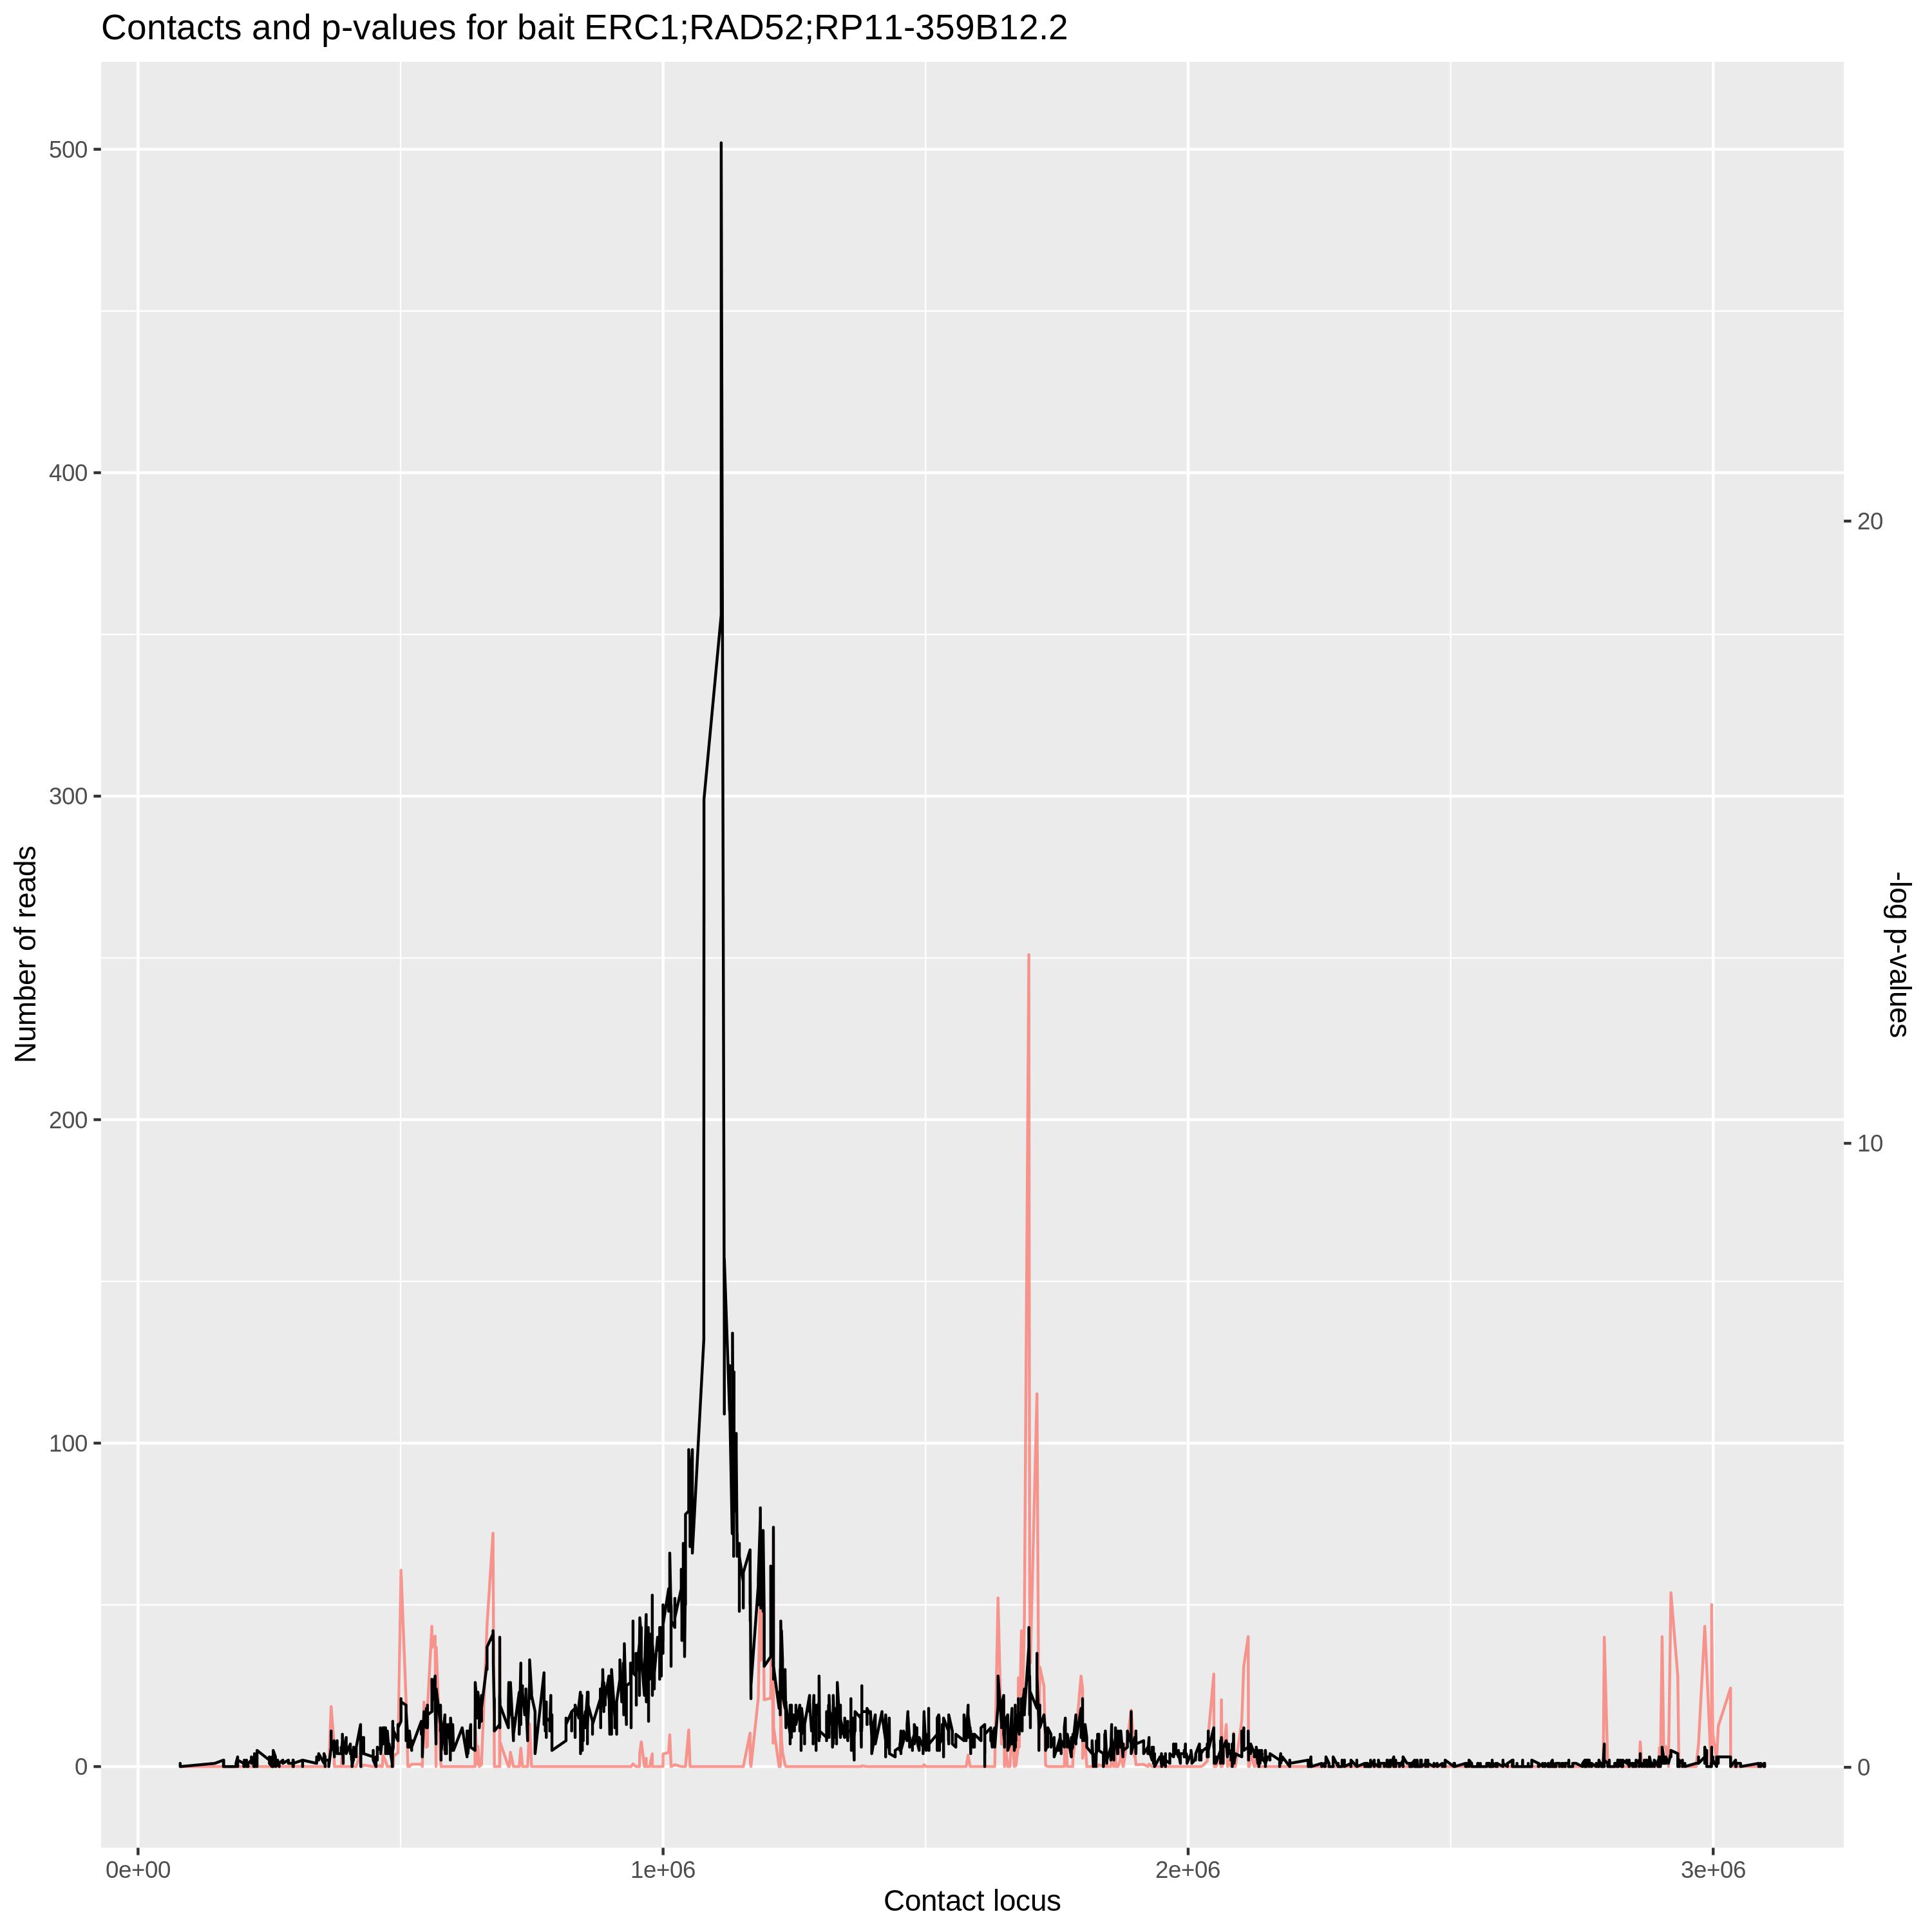 Contacts and p-values for bait ERC1;RAD52;RP11-359B12.2
500
400
300
200
100
0
Number of reads
20
10
0
-log p-values
0e+00
1e+06
2e+06
3e+06
Contact locus